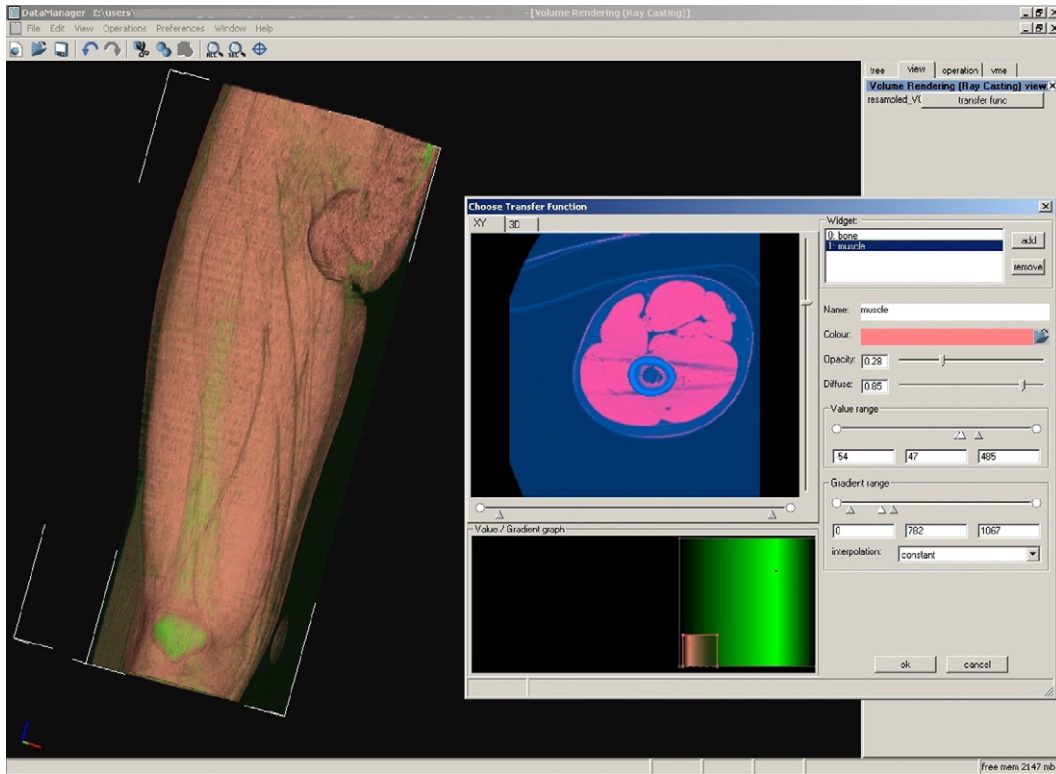 DataManager E:\users\ - [Volume Rendering (Ray Casting)]
File Edit View Operations Preferences Window Help
ALL SEL
tree view operation vme
Volume Rendering (Ray Casting) view
resampled_V transfer func
Choose Transfer Function
XY 3D
Widget:
0: bone
1: muscle
add
remove
Name: muscle
Colour:
Opacity: 0.28
Diffuse: 0.85
Value range
-54 47 485
Gradient range
0 782 1067
interpolation: constant
Value / Gradient graph
ok cancel
free mem 2147 mb